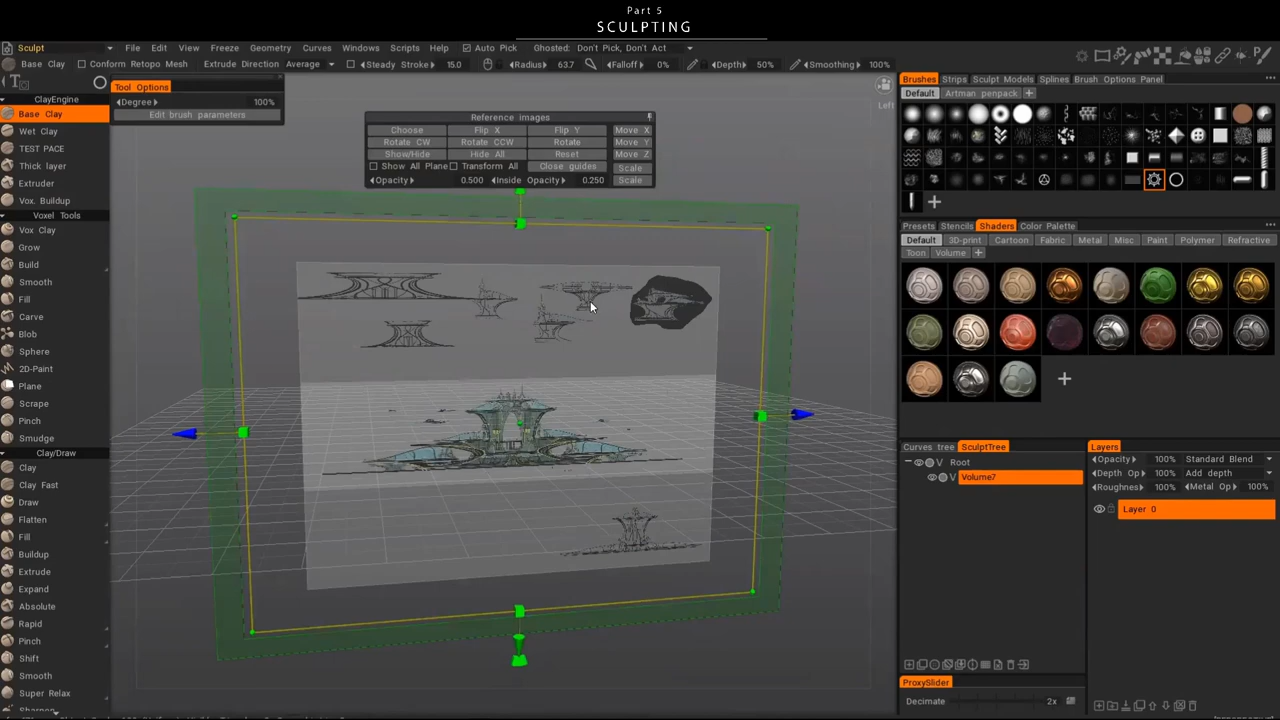 Part 5
SCULPTING
Sculpt File Edit View Freeze Geometry Curves Windows Scripts Help Auto Pick Ghosted: Don't Pick, Don't Act
Base Clay Conform Retopo Mesh Extrude Direction Average Steady Stroke 15.0 Radius 63.7 Falloff 0% Depth 50% Smoothing 100%
Tool Options
Degree 100%
Edit brush parameters
Left
Reference images
Choose Flip X Flip Y Move X
Rotate CW Rotate CCW Rotate Move Y
Show/Hide Hide All Reset Move Z
Show All Plane Transform All Close guides Scale
Opacity 0.500 Inside Opacity 0.250 Scale
ClayEngine
Base Clay
Wet Clay
TEST PACE
Thick layer
Extruder
Vox. Buildup
Voxel Tools
Vox Clay
Grow
Build
Smooth
Fill
Carve
Blob
Sphere
2D-Paint
Plane
Scrape
Pinch
Smudge
Clay/Draw
Clay
Clay Fast
Draw
Flatten
Fill
Buildup
Extrude
Expand
Absolute
Rapid
Pinch
Shift
Smooth
Super Relax
Brushes Strips Sculpt Models Splines Brush Options Panel
Default Artman penpack
Presets Stencils Shaders Color Palette
Default 3D-print Cartoon Fabric Metal Misc Paint Polymer Refractive
Toon Volume
Curves tree SculptTree
Root
V Volume7
Layers
Opacity 100% Standard Blend
Depth Op 100% Add depth
Roughness 100% Metal Op 100%
Layer 0
ProxySlider
Decimate 2x